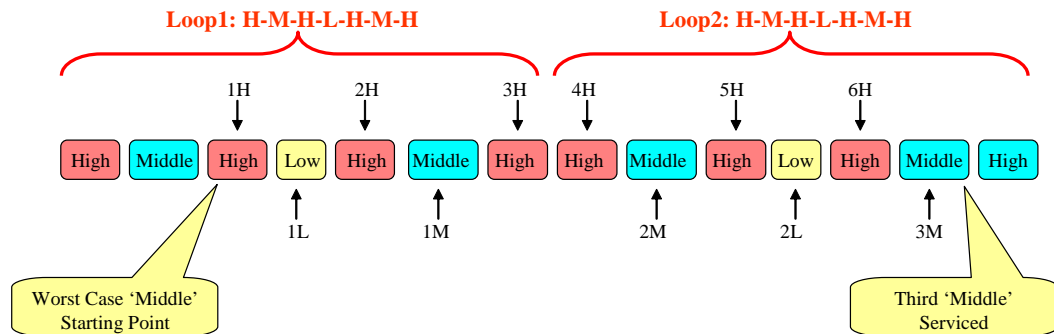 Loop1: H-M-H-L-H-M-H
Loop2: H-M-H-L-H-M-H
1H 2H 3H 4H 5H 6H
High Middle High Low High Middle High High Middle High Low High Middle High
1L 1M 2M 2L 3M
Worst Case ‘Middle’
Starting Point
Third ‘Middle’
Serviced